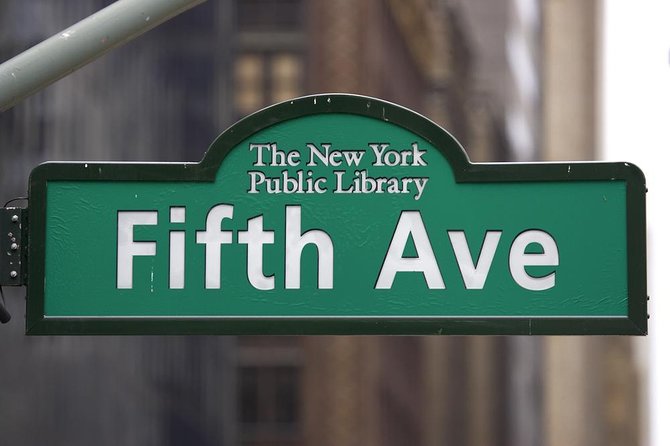 The New York
Public Library
Fifth Ave